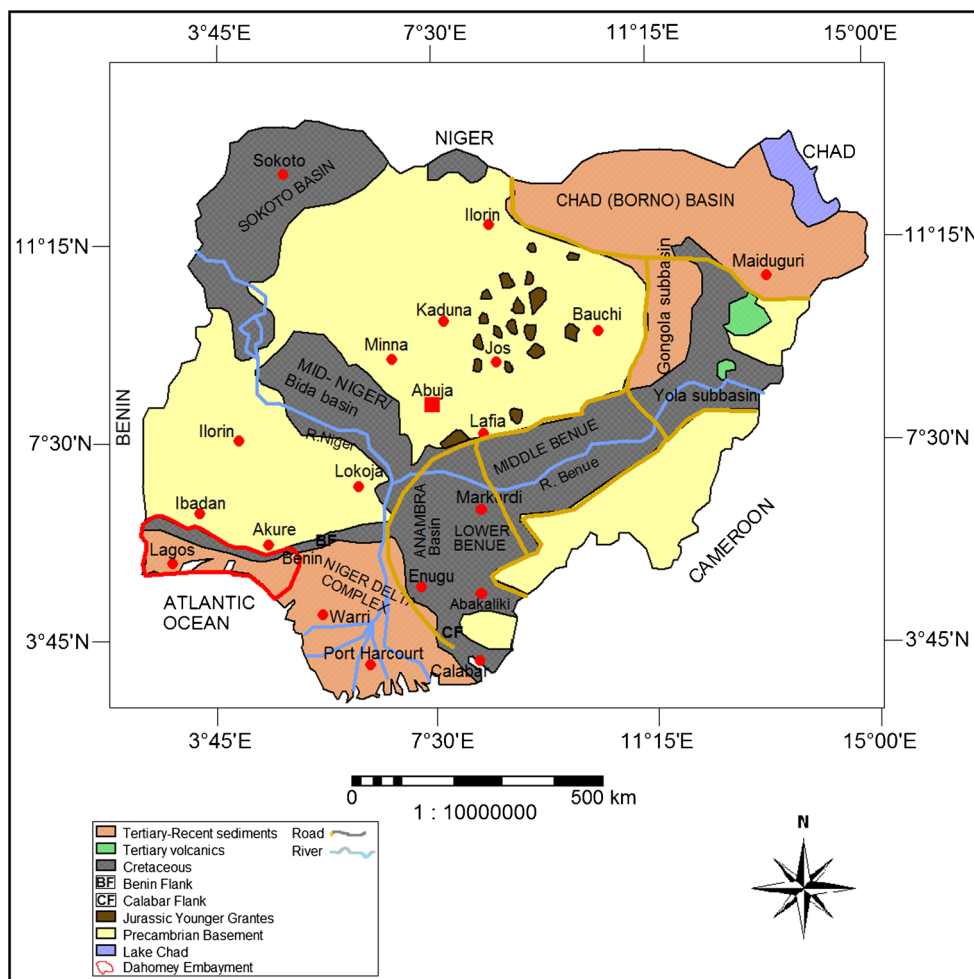 3°45'E 7°30'E 11°15'E 15°00'E
NIGER
CHAD
Sokoto
SOKOTO BASIN
CHAD (BORNO) BASIN
Ilorin
11°15'N
11°15'N
Maiduguri
Gongola subbasin
Kaduna
Bauchi
Minna
Jos
MID- NIGER/
Bida basin
Abuja
Yola subbasin
BENIN
Lafia
7°30'N
7°30'N
Ilorin
R.Niger
MIDDLE BENUE
R. Benue
Lokoja
Markurdi
Ibadan
ANAMBRA
Basin
LOWER
BENUE
Akure
BF
CAMEROON
Lagos
Benin
NIGER DELTA
COMPLEX
Enugu
Abakaliki
ATLANTIC
OCEAN
Warri
CF
3°45'N
3°45'N
Port Harcourt
Calabar
3°45'E 7°30'E 11°15'E 15°00'E
0 500 km
1 : 10000000
Tertiary-Recent sediments
Tertiary volcanics
Cretaceous
BF Benin Flank
CF Calabar Flank
Jurassic Younger Grantes
Precambrian Basement
Lake Chad
Dahomey Embayment
Road
River
N